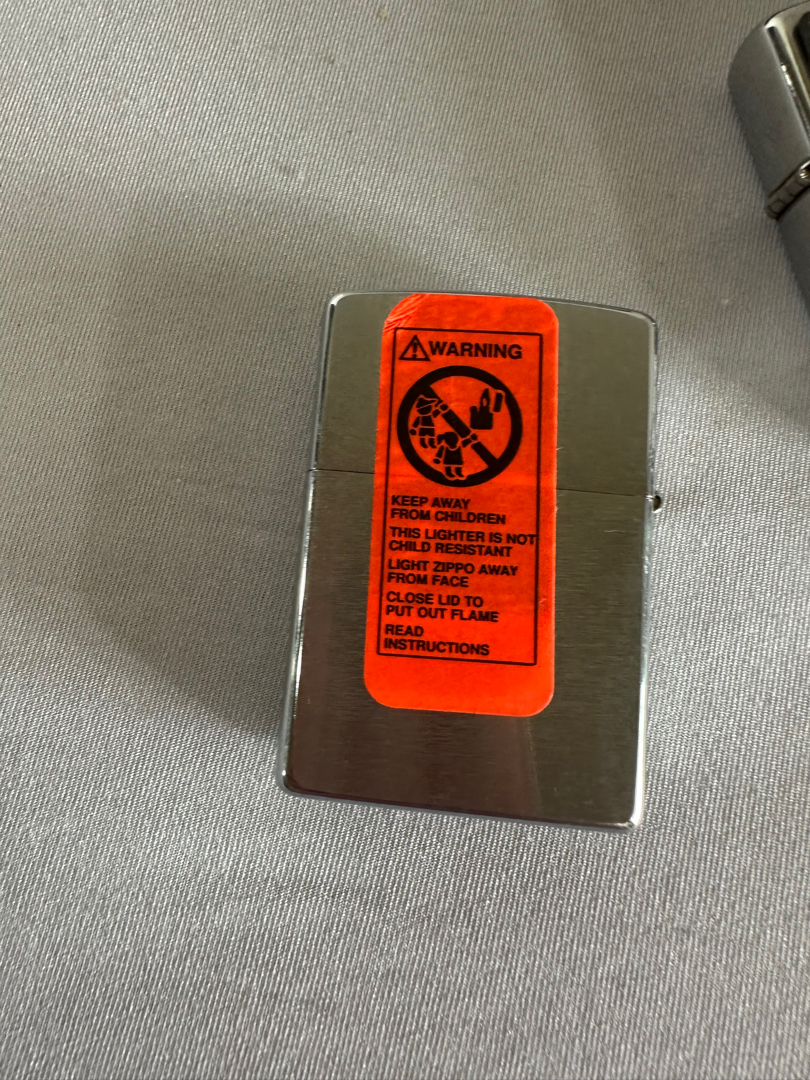 WARNING
KEEP AWAY
FROM CHILDREN
THIS LIGHTER IS NOT
CHILD RESISTANT
LIGHT ZIPPO AWAY
FROM FACE
CLOSE LID TO
PUT OUT FLAME
READ
INSTRUCTIONS